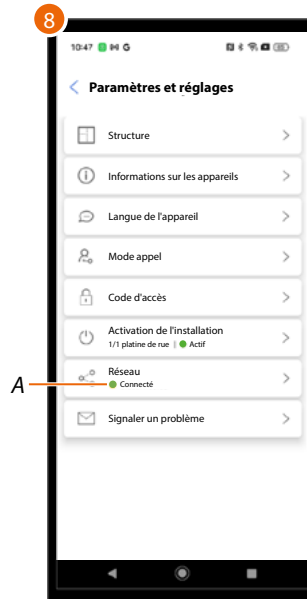 8
10:47
Paramètres et réglages
Structure
Informations sur les appareils
Langue de l'appareil
Mode appel
Code d'accès
Activation de l'installation
1/1 platine de rue | Actif
Réseau
A
Connecté
Signaler un problème